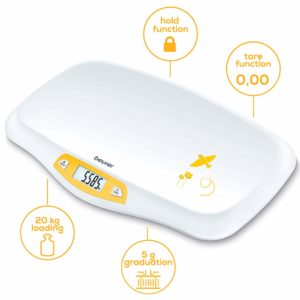 hold
function
tare
function
0,00
beurer
5585
20 kg
loading
5 g
graduation